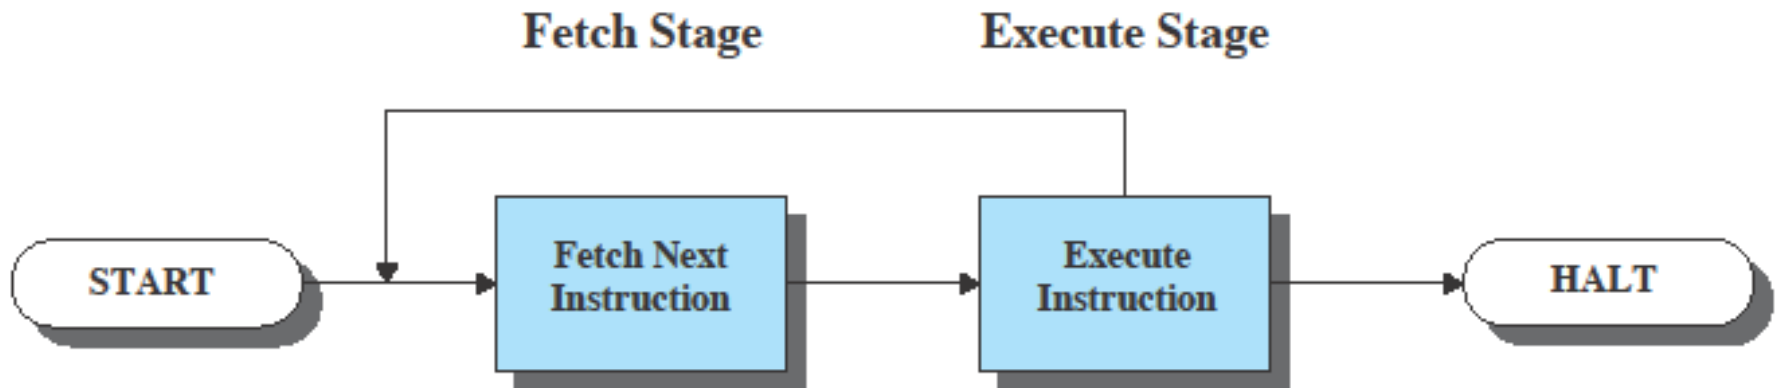 Fetch Stage
Execute Stage
START
Fetch Next
Instruction
Execute
Instruction
HALT